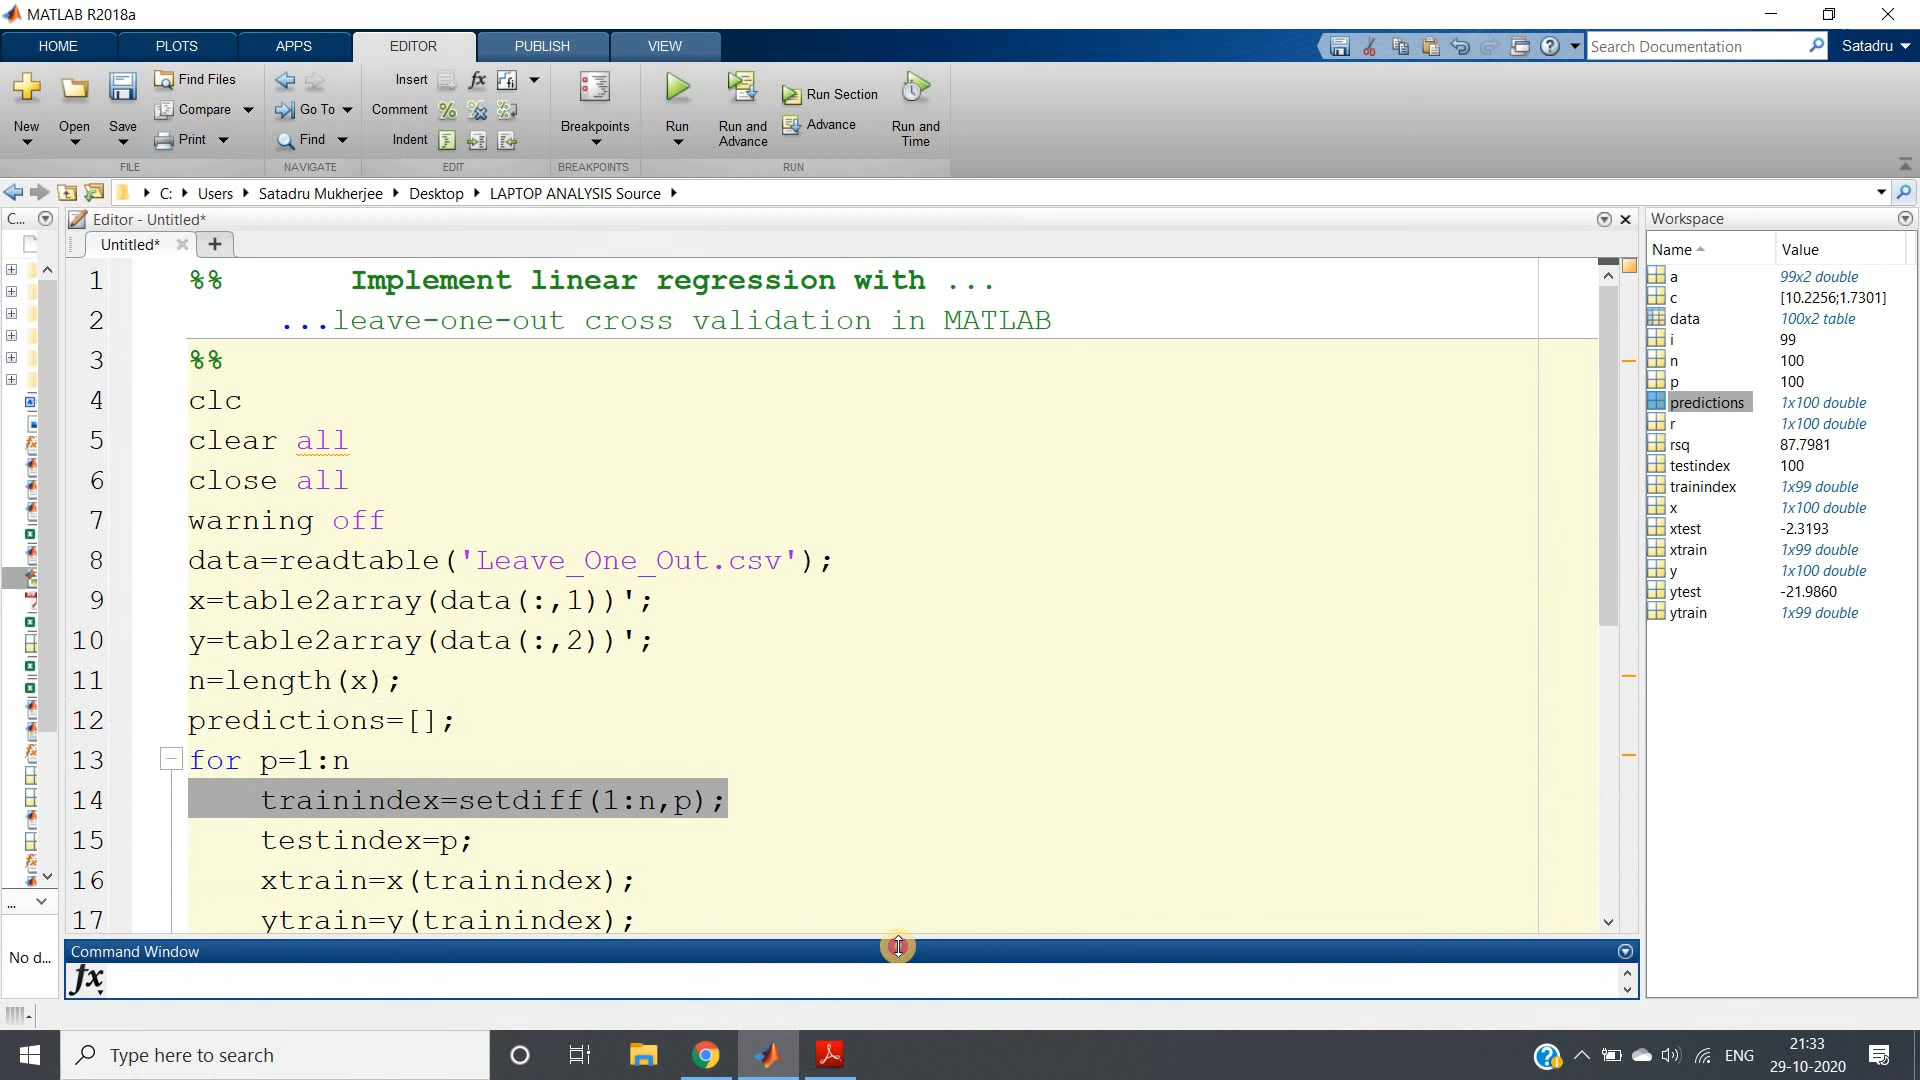 MATLAB R2018a
HOME PLOTS APPS EDITOR PUBLISH VIEW
Search Documentation
Satadru
New Open Save
Find Files
Compare
Print
FILE
Go To
Find
NAVIGATE
Insert fx
Comment
Indent
EDIT
Breakpoints
BREAKPOINTS
Run
Run and Advance
Run Section
Advance
Run and Time
RUN
C: Users Satadru Mukherjee Desktop LAPTOP ANALYSIS Source
C...
Editor - Untitled*
Untitled*
1 %% Implement linear regression with ...
2 ...leave-one-out cross validation in MATLAB
3 %%
4 clc
5 clear all
6 close all
7 warning off
8 data=readtable('Leave_One_Out.csv');
9 x=table2array(data(:,1))';
10 y=table2array(data(:,2))';
11 n=length(x);
12 predictions=[];
13 for p=1:n
14 trainindex=setdiff(1:n,p);
15 testindex=p;
16 xtrain=x(trainindex);
17 ytrain=y(trainindex);
Workspace
Name Value
a 99x2 double
c [10.2256;1.7301]
data 100x2 table
i 99
n 100
p 100
predictions 1x100 double
r 1x100 double
rsq 87.7981
testindex 100
trainindex 1x99 double
x 1x100 double
xtest -2.3193
xtrain 1x99 double
y 1x100 double
ytest -21.9860
ytrain 1x99 double
...
No d...
Command Window
fx
Type here to search
ENG
21:33
29-10-2020